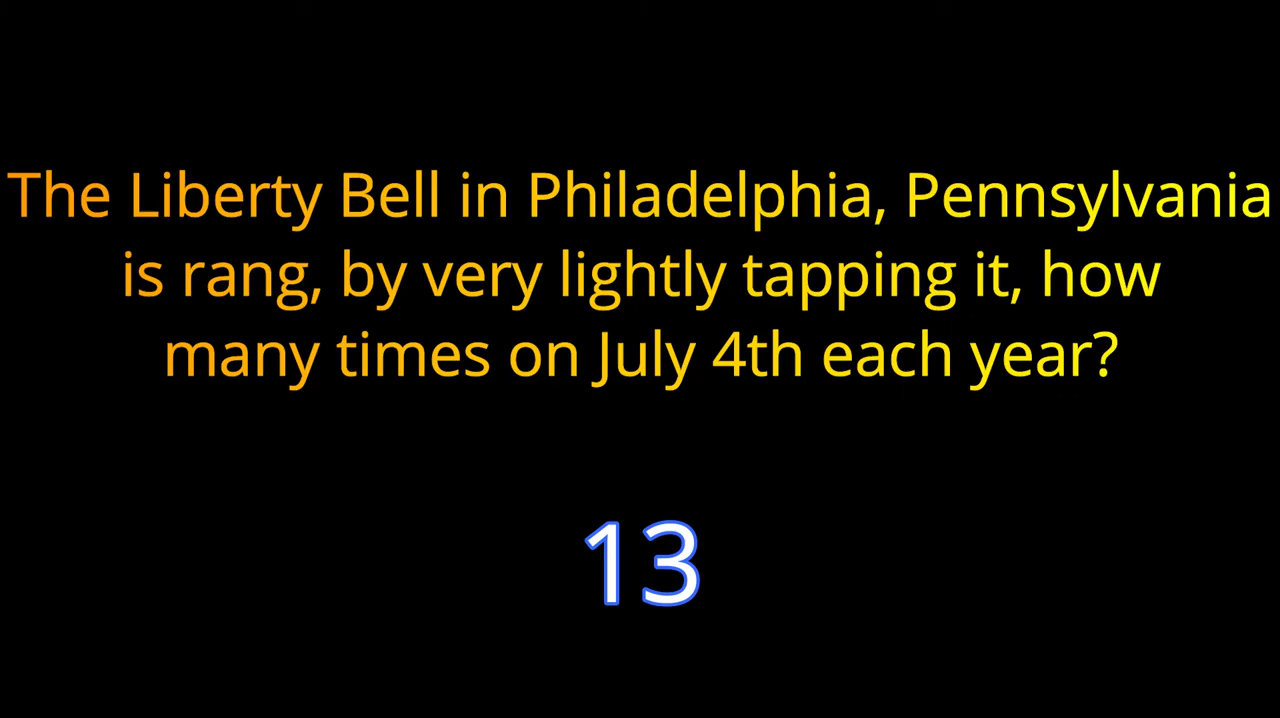 The Liberty Bell in Philadelphia, Pennsylvania
is rang, by very lightly tapping it, how
many times on July 4th each year?
13